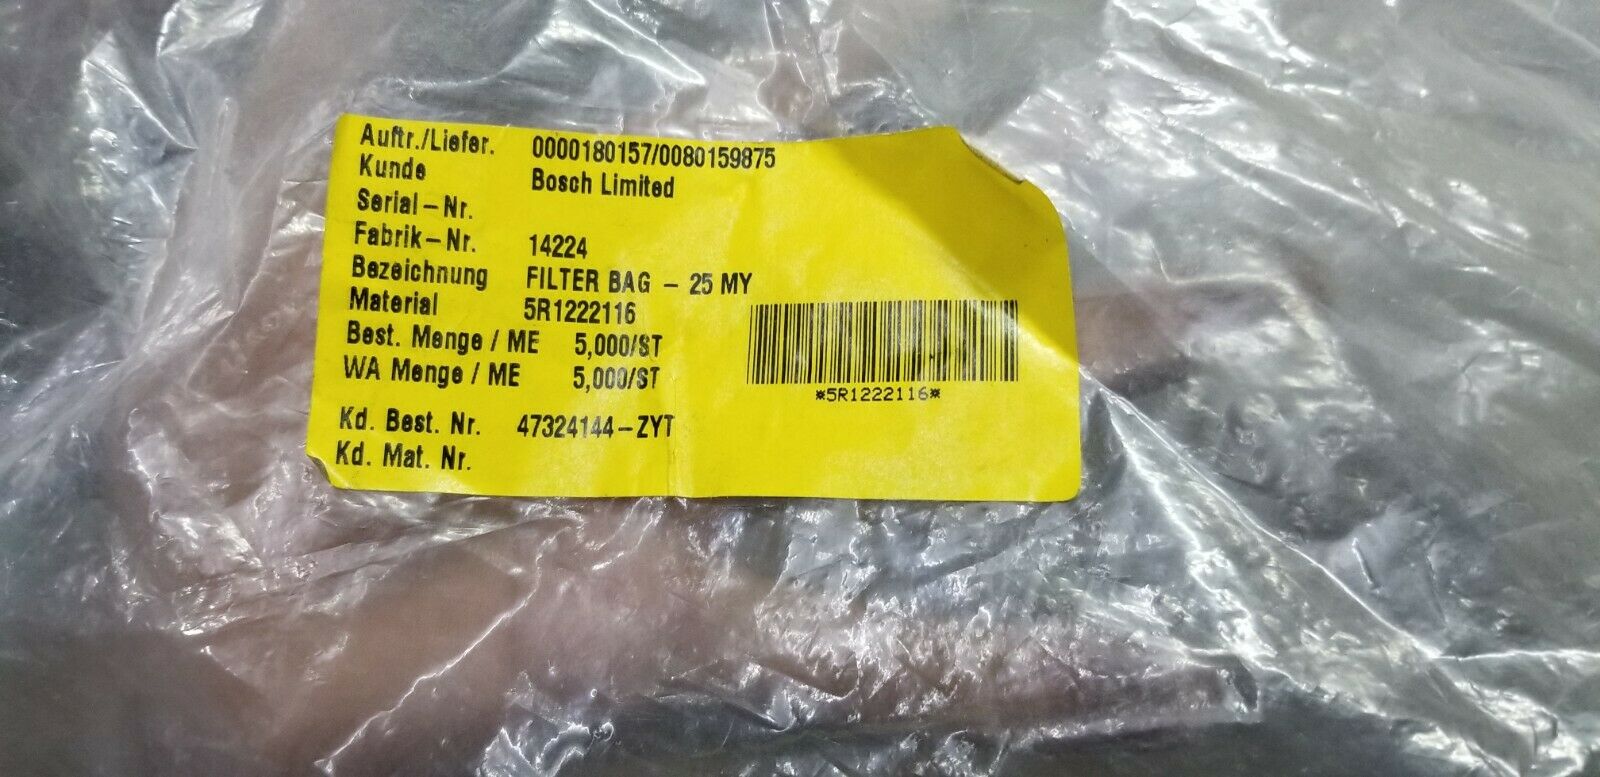 Auftr./Liefer. 0000180157/0080159875
Kunde Bosch Limited
Serial-Nr.
Fabrik-Nr. 14224
Bezeichnung FILTER BAG - 25 MY
Material 5R1222116
Best. Menge / ME 5,000/ST
WA Menge / ME 5,000/ST
*5R1222116*
Kd. Best. Nr. 47324144-ZYT
Kd. Mat. Nr.